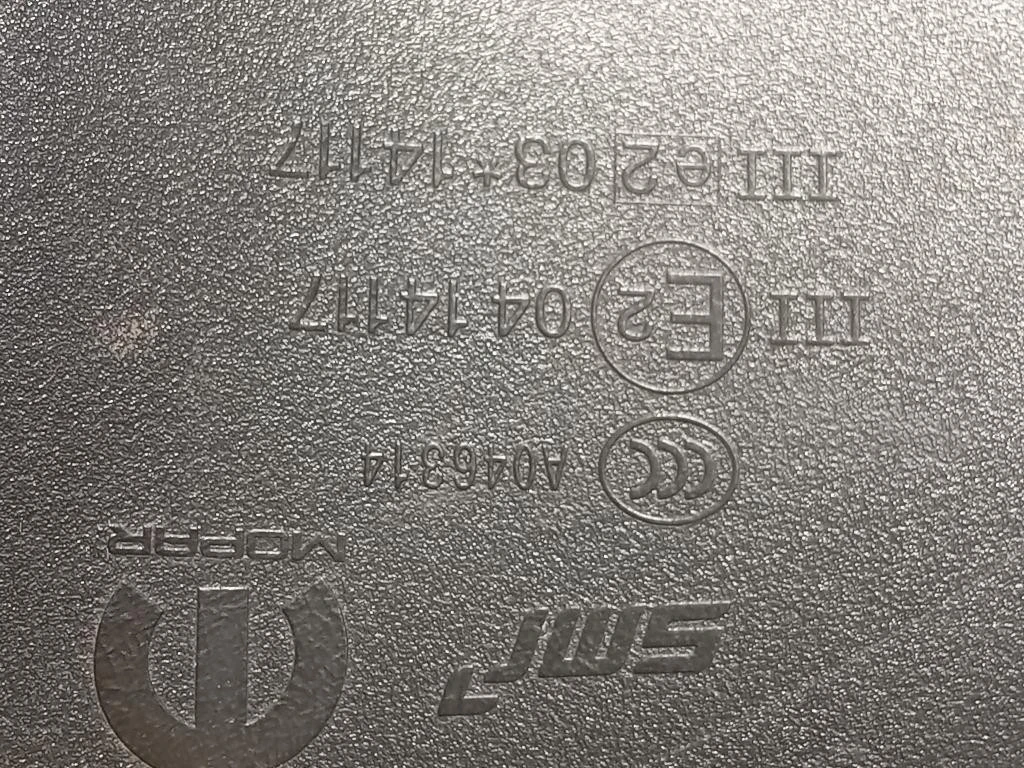 SMR
MOPAR
CCC A046314
III E2 04 14117
III e2 03*14117